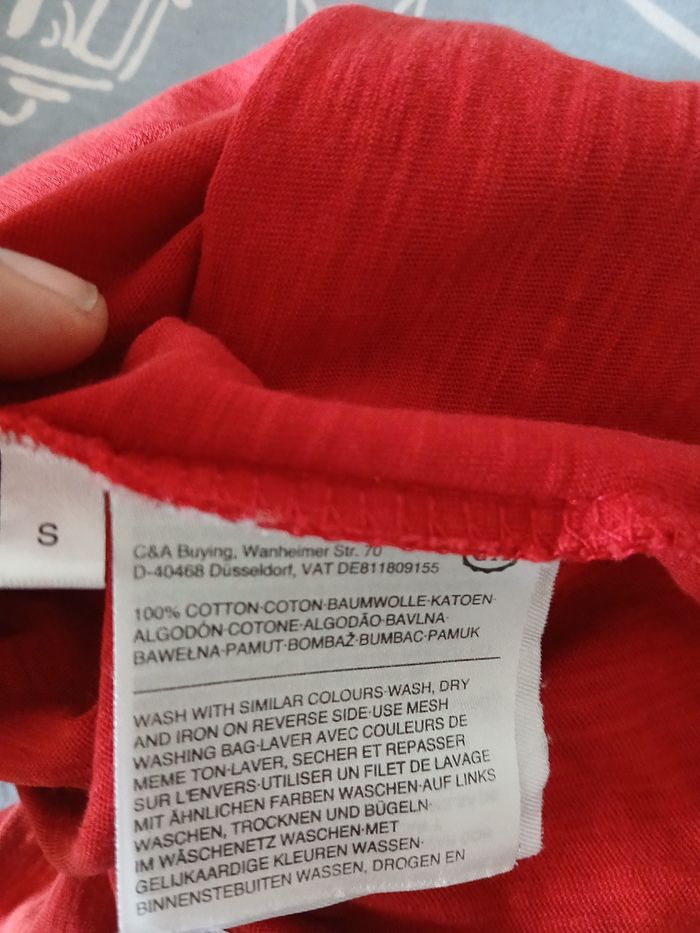 S
C&A Buying, Wanheimer Str. 70
D-40468 Düsseldorf, VAT DE811809155
100% COTTON·COTON·BAUMWOLLE·KATOEN·
ALGODÓN·COTONE·ALGODÃO·BAVLNA·
BAWEŁNA·PAMUT·BOMBAŽ·BUMBAC·PAMUK
WASH WITH SIMILAR COLOURS·WASH, DRY
AND IRON ON REVERSE SIDE·USE MESH
WASHING BAG·LAVER AVEC COULEURS DE
MEME TON·LAVER, SECHER ET REPASSER
SUR L'ENVERS·UTILISER UN FILET DE LAVAGE
MIT ÄHNLICHEN FARBEN WASCHEN·AUF LINKS
WASCHEN, TROCKNEN UND BÜGELN·
IM WÄSCHENETZ WASCHEN·MET
GELIJKAARDIGE KLEUREN WASSEN·
BINNENSTEBUITEN WASSEN, DROGEN EN